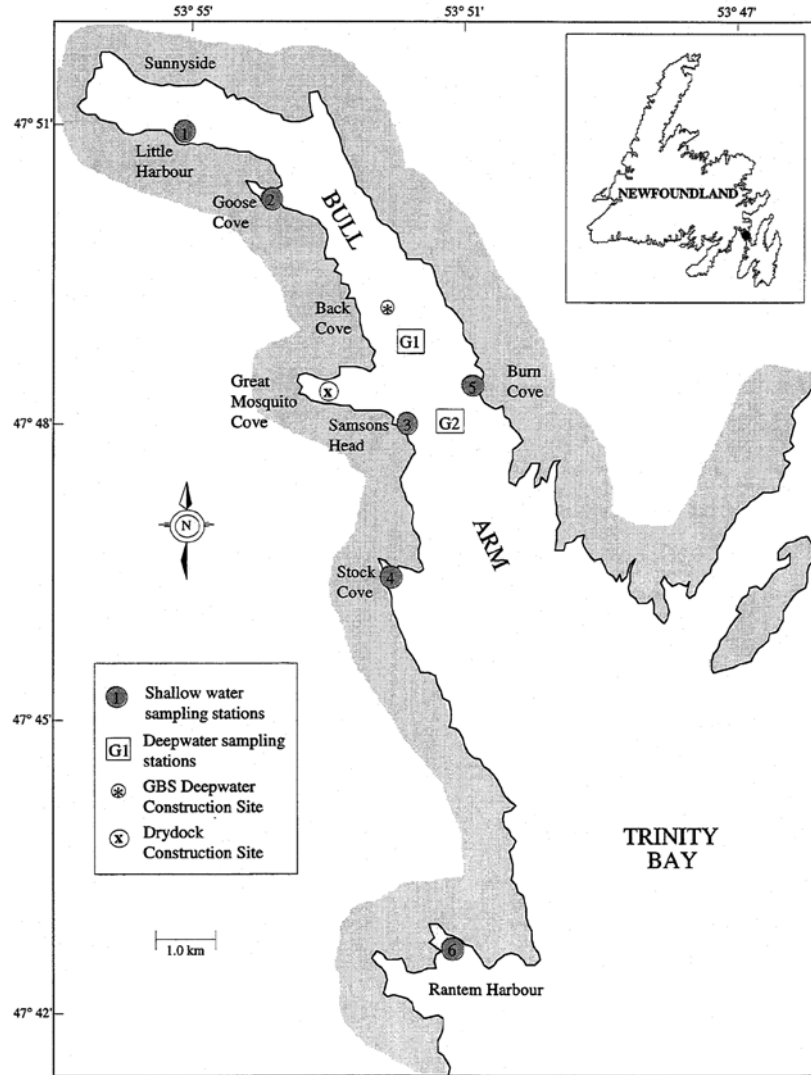 53° 55'
53° 51'
53° 47'
Sunnyside
47° 51'
1
Little
Harbour
2
Goose
Cove
BULL
NEWFOUNDLAND
Back
Cove
G1
Great
Mosquito
Cove
x
5
Burn
Cove
47° 48'
Samsons
Head
3
G2
N
ARM
Stock
Cove
4
1
Shallow water
sampling stations
G1
Deepwater sampling
stations
*
GBS Deepwater
Construction Site
x
Drydock
Construction Site
47° 45'
TRINITY
BAY
1.0 km
6
Rantem Harbour
47° 42'